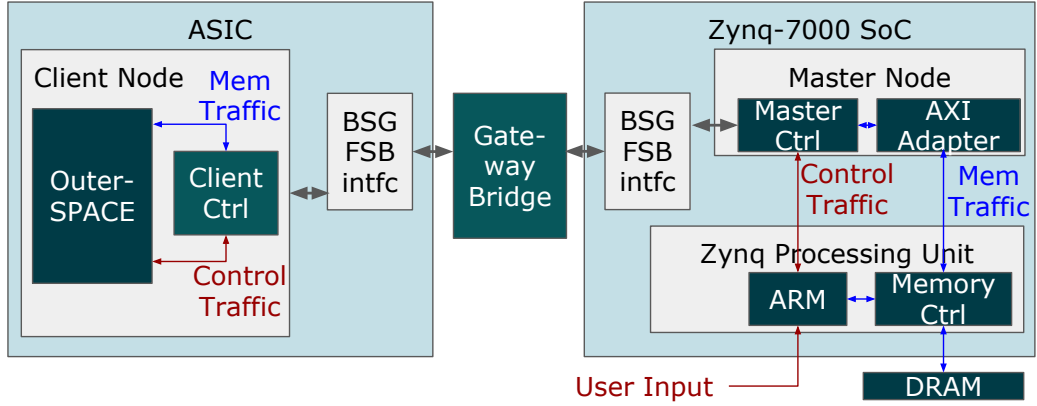 ASIC
Client Node
Mem
Traffic
Outer-
SPACE
Client
Ctrl
Control
Traffic
BSG
FSB
intfc
Gate-
way
Bridge
Zynq-7000 SoC
BSG
FSB
intfc
Master Node
Master
Ctrl
AXI
Adapter
Control
Traffic
Mem
Traffic
Zynq Processing Unit
ARM
Memory
Ctrl
User Input
DRAM